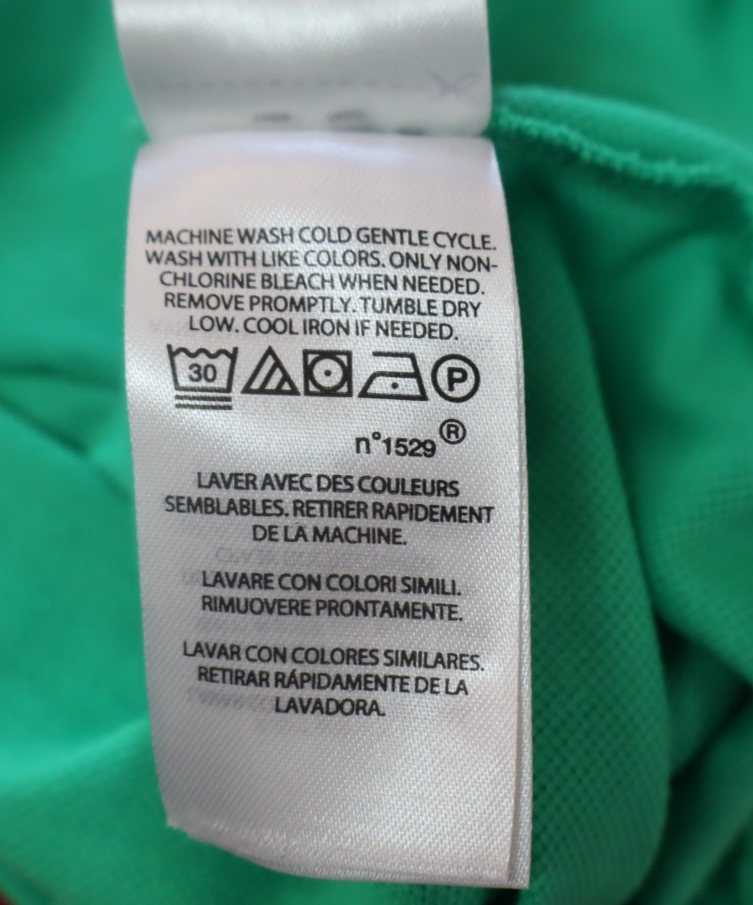 MACHINE WASH COLD GENTLE CYCLE.
WASH WITH LIKE COLORS. ONLY NON-
CHLORINE BLEACH WHEN NEEDED.
REMOVE PROMPTLY. TUMBLE DRY
LOW. COOL IRON IF NEEDED.
30 P
n°1529®
LAVER AVEC DES COULEURS
SEMBLABLES. RETIRER RAPIDEMENT
DE LA MACHINE.
LAVARE CON COLORI SIMILI.
RIMUOVERE PRONTAMENTE.
LAVAR CON COLORES SIMILARES.
RETIRAR RÁPIDAMENTE DE LA
LAVADORA.